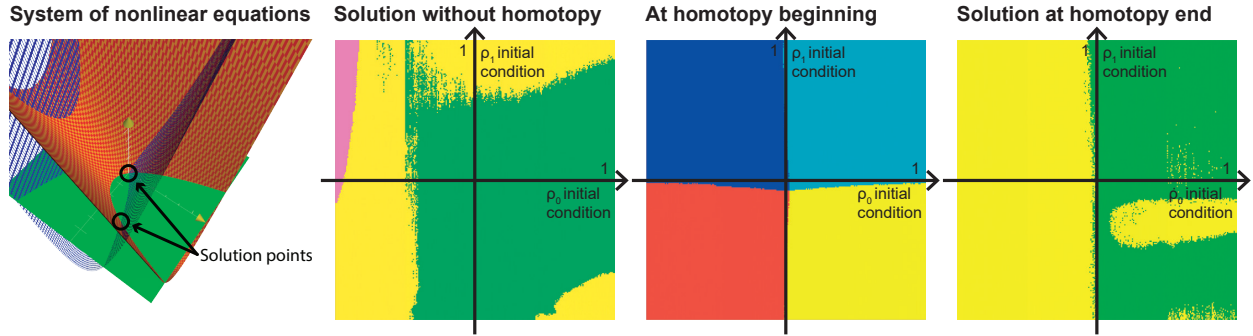 System of nonlinear equations
Solution points
Solution without homotopy
1
ρ1 initial
condition
1
ρ0 initial
condition
At homotopy beginning
1
ρ1 initial
condition
1
ρ0 initial
condition
Solution at homotopy end
1
ρ1 initial
condition
1
ρ0 initial
condition